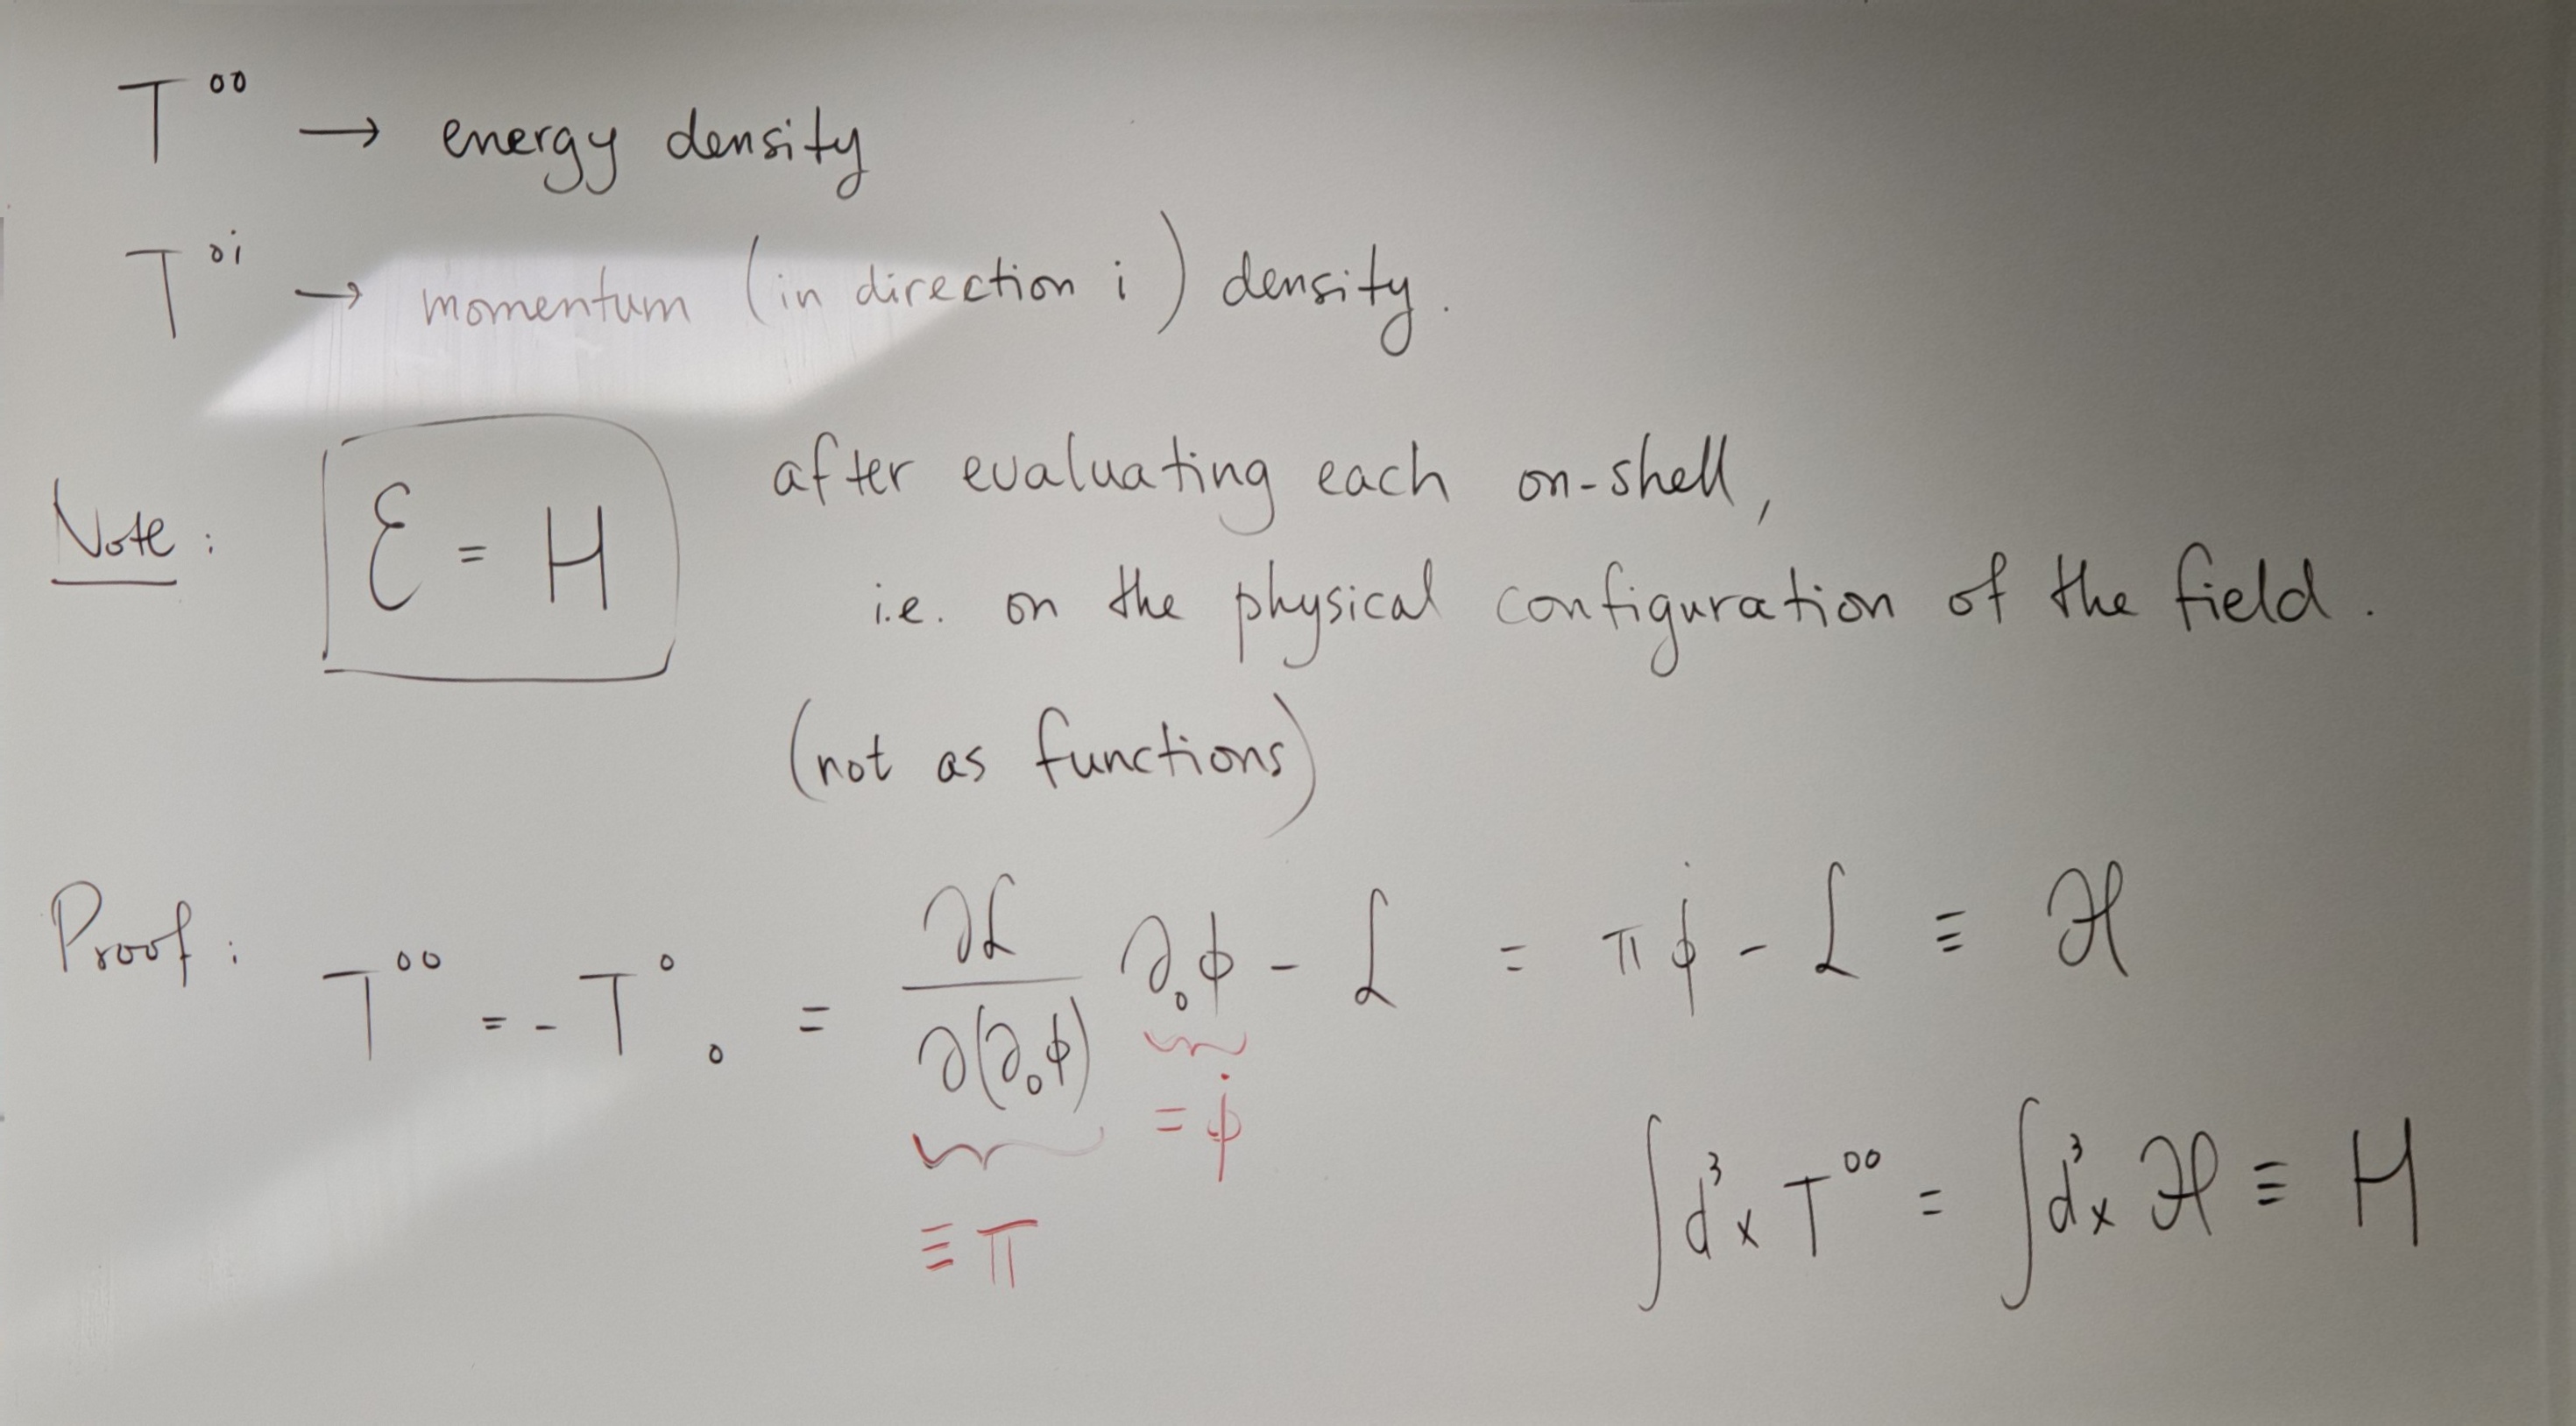 T⁰⁰ → energy density
T⁰ⁱ → momentum (in direction i) density.
Note: ℰ = H after evaluating each on-shell,
i.e. on the physical configuration of the field.
(not as functions)
Proof: T⁰⁰ = - T⁰₀ = ∂ℒ/∂(∂₀ϕ) ∂₀ϕ - ℒ = π ϕ̇ - ℒ ≡ ℋ
≡ π = ϕ̇
∫d³x T⁰⁰ = ∫d³x ℋ ≡ H